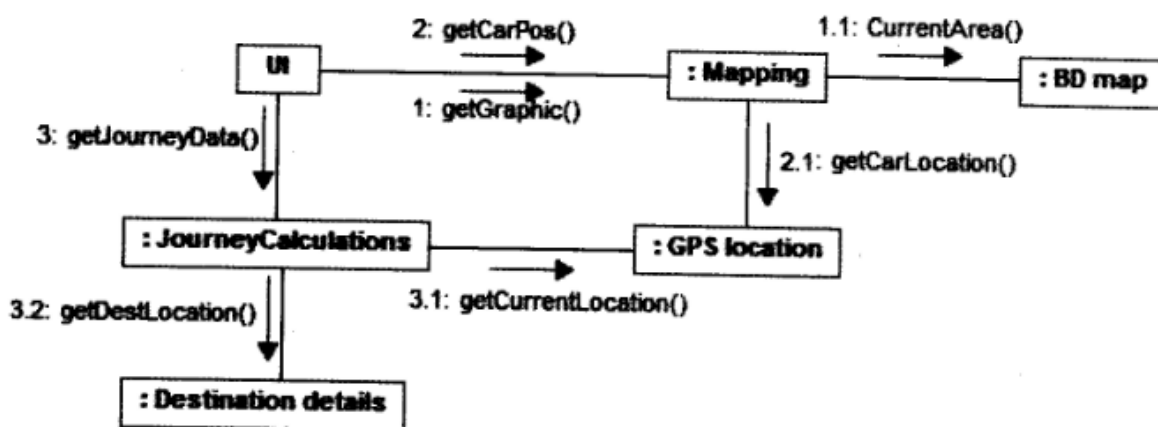 2: getCarPos()
1.1: CurrentArea()
UI
: Mapping
: BD map
1: getGraphic()
3: getJourneyData()
2.1: getCarLocation()
: JourneyCalculations
: GPS location
3.1: getCurrentLocation()
3.2: getDestLocation()
: Destination details